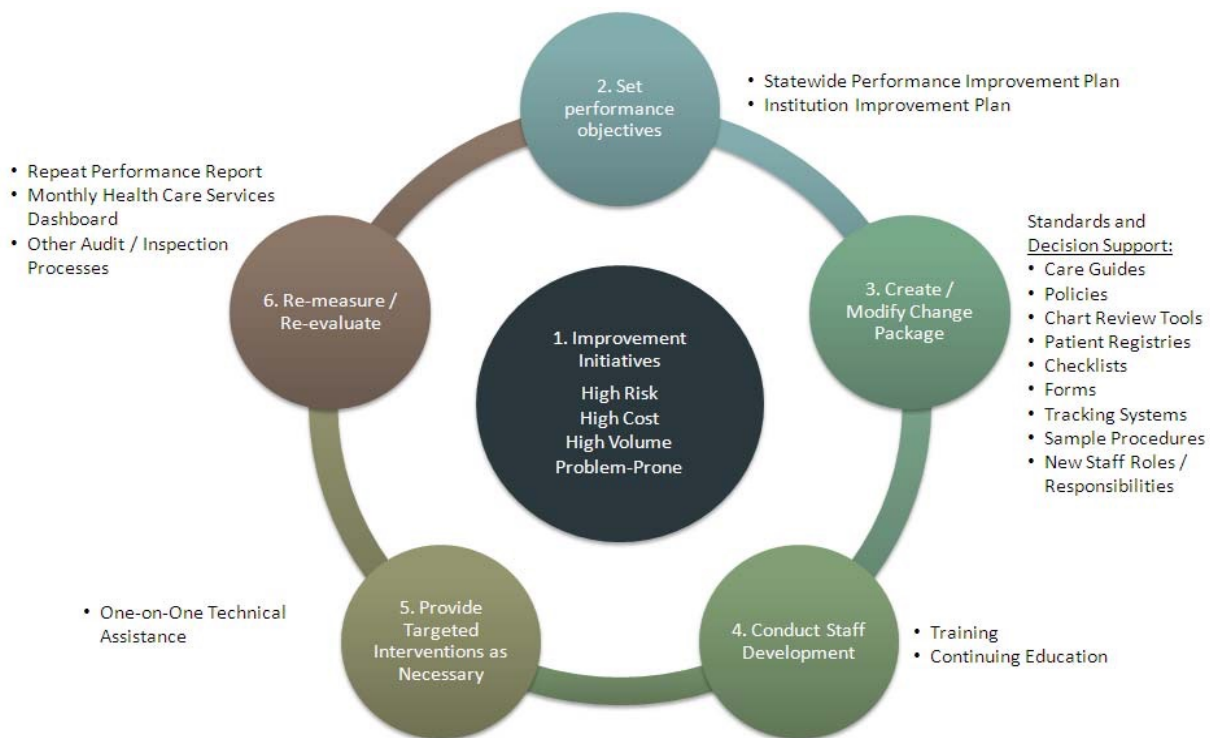 2. Set
performance
objectives
• Statewide Performance Improvement Plan
• Institution Improvement Plan
• Repeat Performance Report
• Monthly Health Care Services
Dashboard
• Other Audit / Inspection
Processes
6. Re-measure /
Re-evaluate
1. Improvement
Initiatives
High Risk
High Cost
High Volume
Problem-Prone
3. Create /
Modify Change
Package
Standards and
Decision Support:
• Care Guides
• Policies
• Chart Review Tools
• Patient Registries
• Checklists
• Forms
• Tracking Systems
• Sample Procedures
• New Staff Roles /
Responsibilities
• One-on-One Technical
Assistance
5. Provide
Targeted
Interventions as
Necessary
4. Conduct Staff
Development
• Training
• Continuing Education